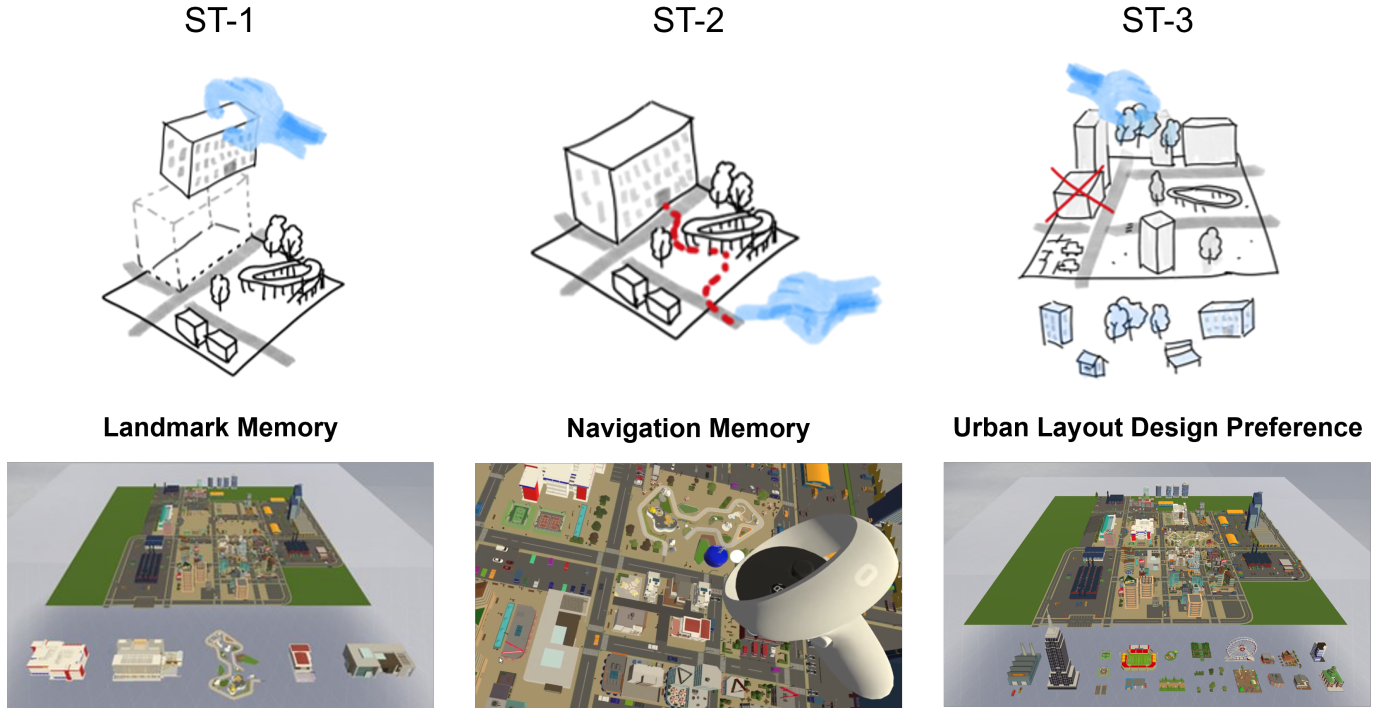 ST-1
ST-2
ST-3
Landmark Memory
Navigation Memory
Urban Layout Design Preference